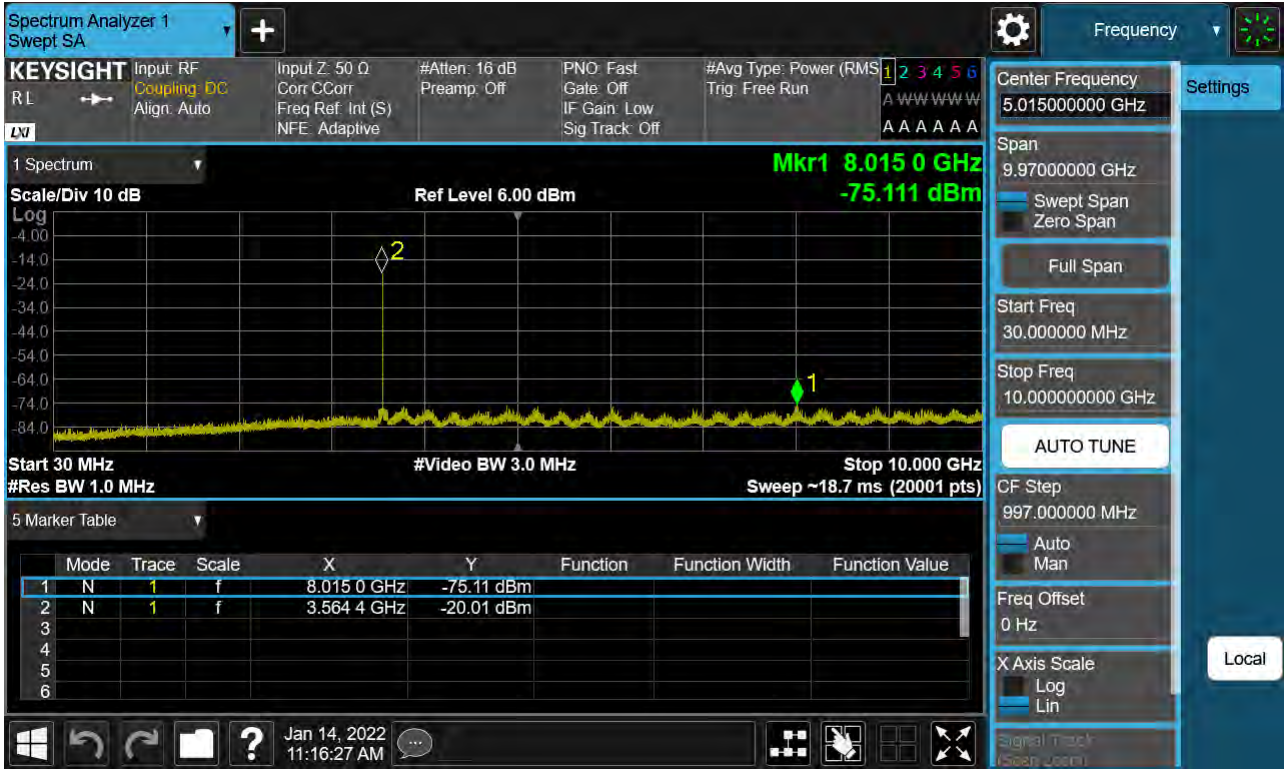 Spectrum Analyzer 1
Swept SA
+
Frequency
KEYSIGHT
RL
LXI
Input: RF
Coupling: DC
Align: Auto
Input Z: 50 Ω
Corr CCorr
Freq Ref: Int (S)
NFE: Adaptive
#Atten: 16 dB
Preamp: Off
PNO: Fast
Gate: Off
IF Gain: Low
Sig Track: Off
#Avg Type: Power (RMS
Trig: Free Run
1 2 3 4 5 6
A W W W W W
A A A A A A
Center Frequency
5.015000000 GHz
Settings
1 Spectrum
Mkr1 8.015 0 GHz
-75.111 dBm
Scale/Div 10 dB
Ref Level 6.00 dBm
Log
-4.00
-14.0
-24.0
-34.0
-44.0
-54.0
-64.0
-74.0
-84.0
2
1
Start 30 MHz
#Video BW 3.0 MHz
Stop 10.000 GHz
#Res BW 1.0 MHz
Sweep ~18.7 ms (20001 pts)
Span
9.97000000 GHz
Swept Span
Zero Span
Full Span
Start Freq
30.000000 MHz
Stop Freq
10.000000000 GHz
AUTO TUNE
CF Step
997.000000 MHz
Auto
Man
Freq Offset
0 Hz
X Axis Scale
Log
Lin
Signal Track
(Span Zoom)
Local
5 Marker Table
Mode Trace Scale X Y Function Function Width Function Value
1 N 1 f 8.015 0 GHz -75.11 dBm
2 N 1 f 3.564 4 GHz -20.01 dBm
3
4
5
6
?
Jan 14, 2022
11:16:27 AM